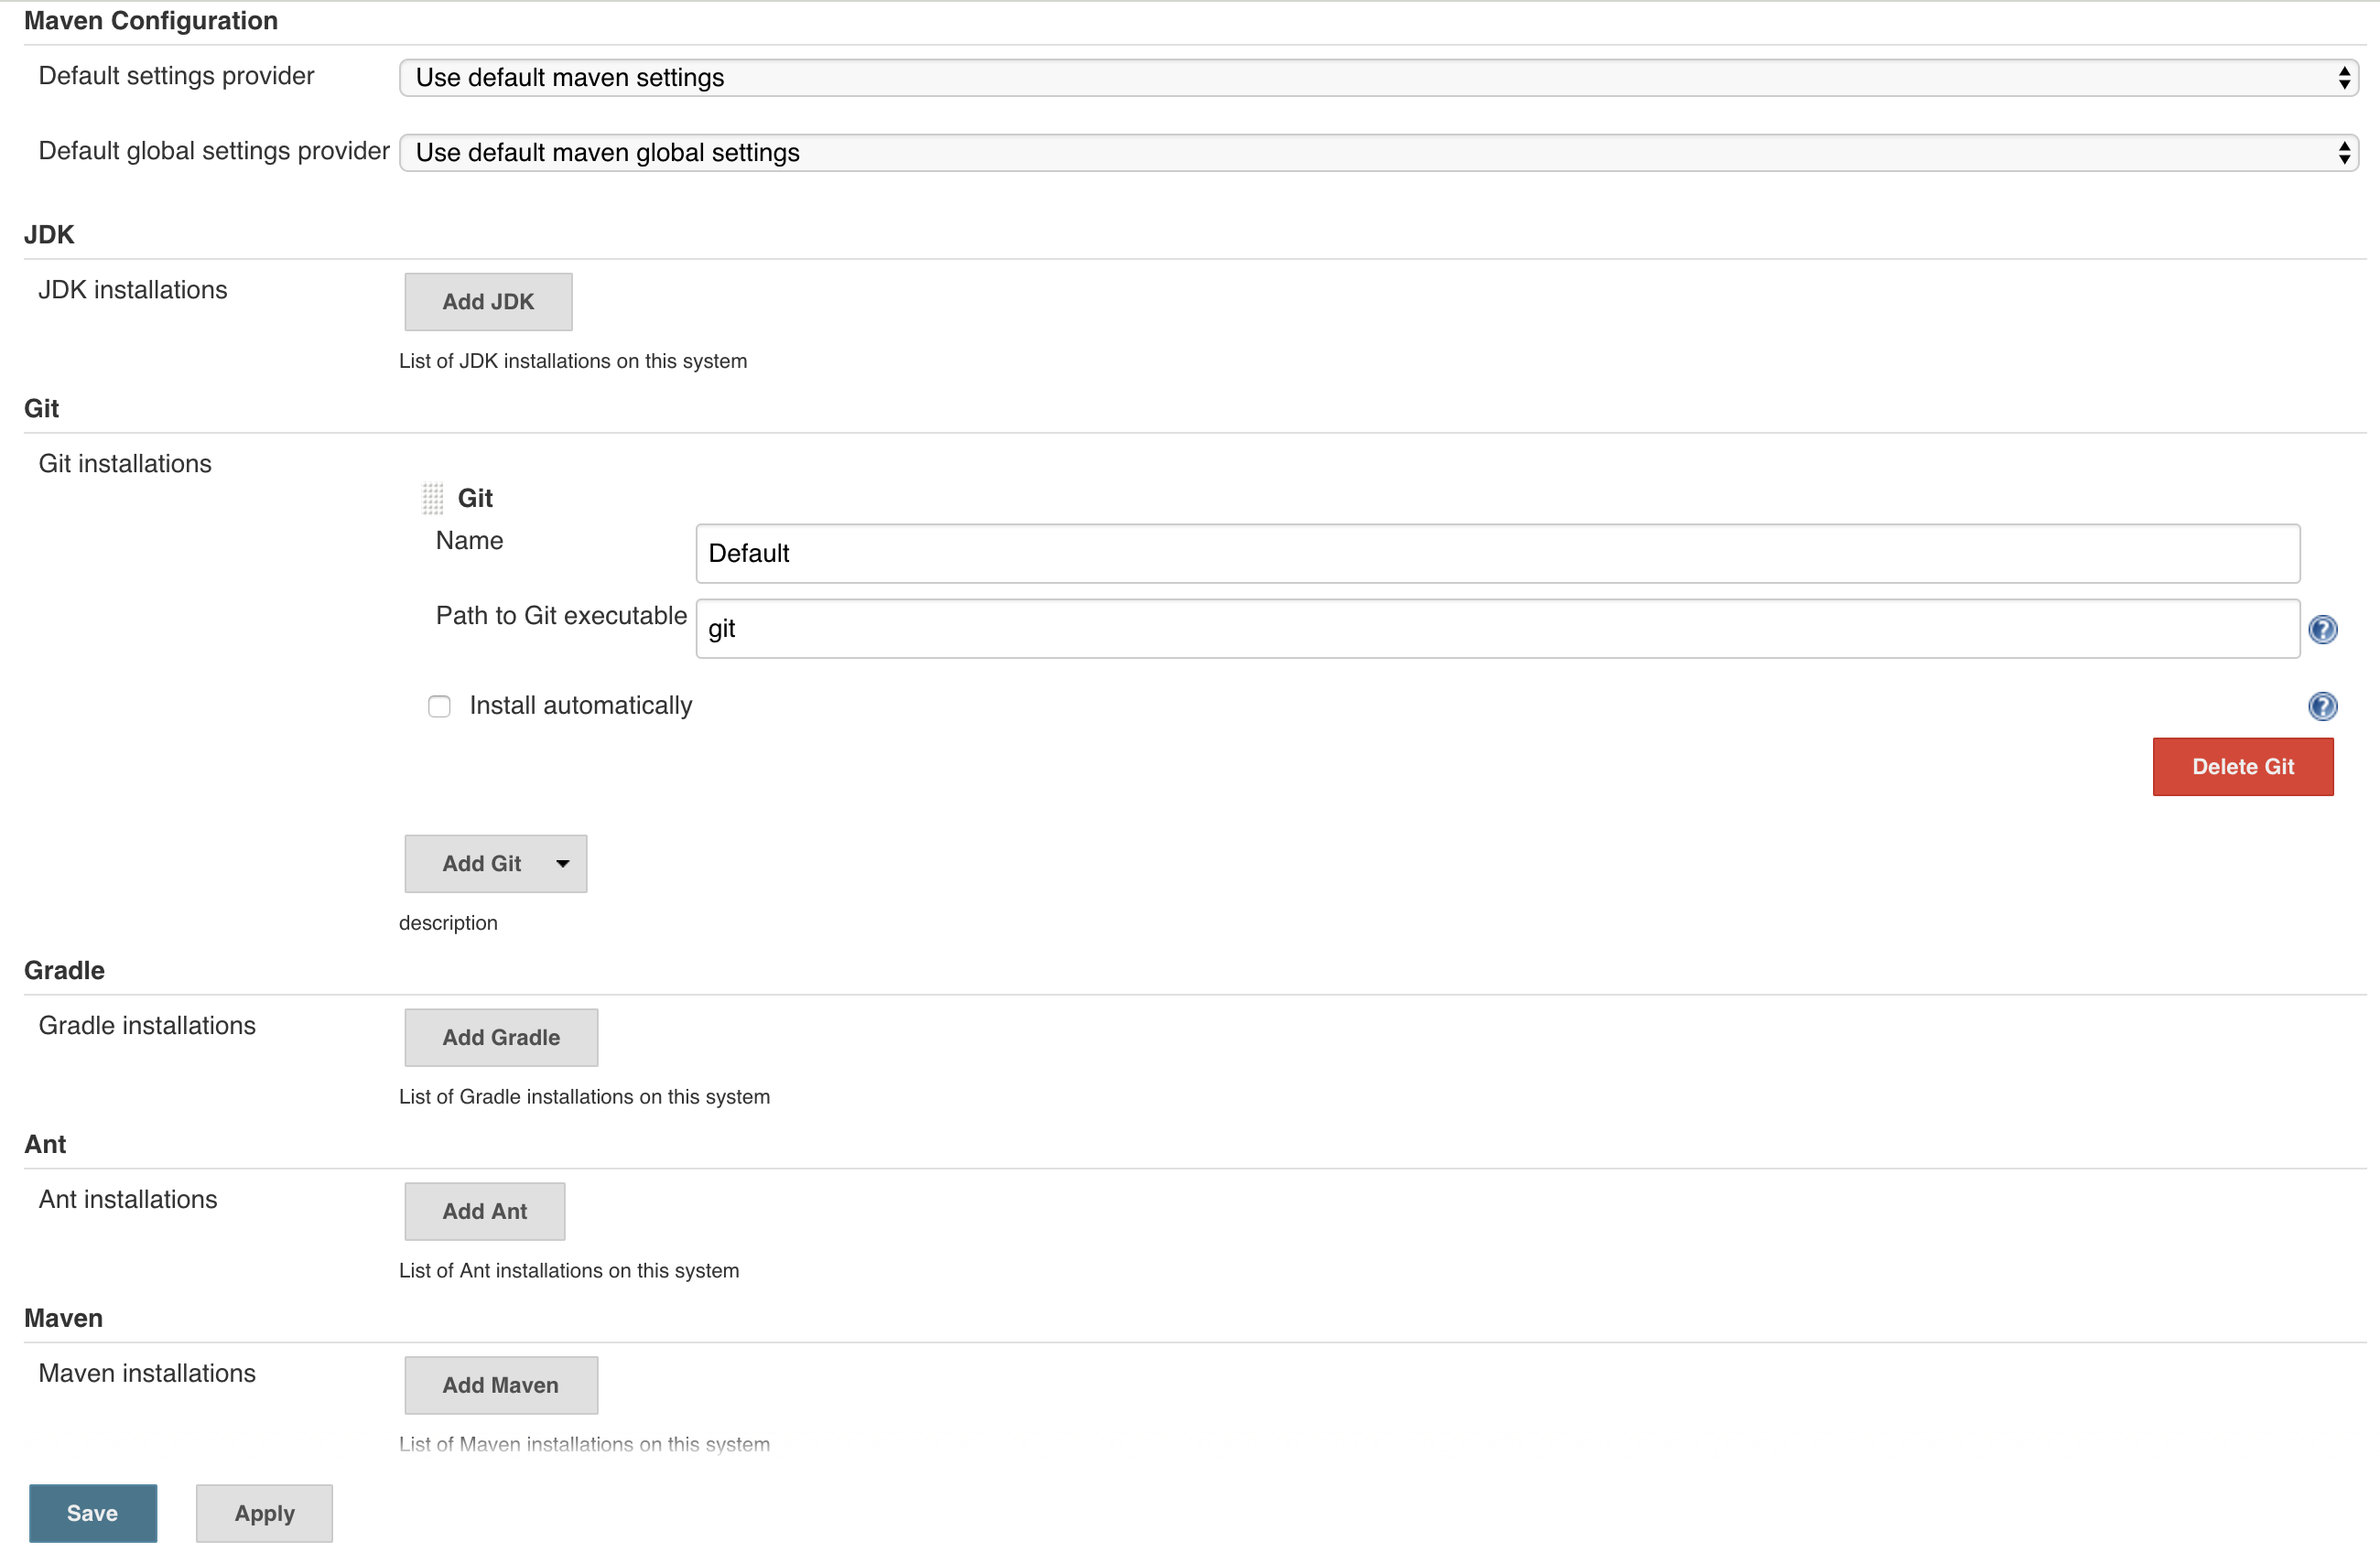 Maven Configuration
Default settings provider
Use default maven settings
Default global settings provider
Use default maven global settings
JDK
JDK installations
Add JDK
List of JDK installations on this system
Git
Git installations
Git
Name
Default
Path to Git executable
git
?
Install automatically
?
Delete Git
Add Git
description
Gradle
Gradle installations
Add Gradle
List of Gradle installations on this system
Ant
Ant installations
Add Ant
List of Ant installations on this system
Maven
Maven installations
Add Maven
List of Maven installations on this system
Save
Apply